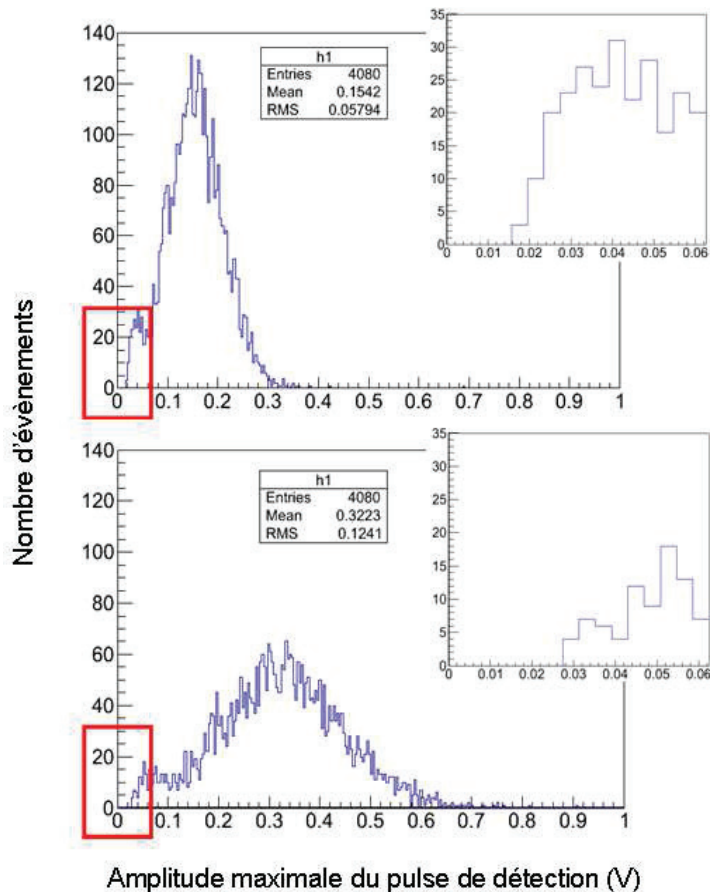 140
120
100
80
60
40
20
0
h1
Entries 4080
Mean 0.1542
RMS 0.05794
35
30
25
20
15
10
5
0
0 0.01 0.02 0.03 0.04 0.05 0.06
0 0.1 0.2 0.3 0.4 0.5 0.6 0.7 0.8 0.9 1
Nombre d'évènements
140
120
100
80
60
40
20
0
h1
Entries 4080
Mean 0.3223
RMS 0.1241
35
30
25
20
15
10
5
0
0 0.01 0.02 0.03 0.04 0.05 0.06
0 0.1 0.2 0.3 0.4 0.5 0.6 0.7 0.8 0.9 1
Amplitude maximale du pulse de détection (V)